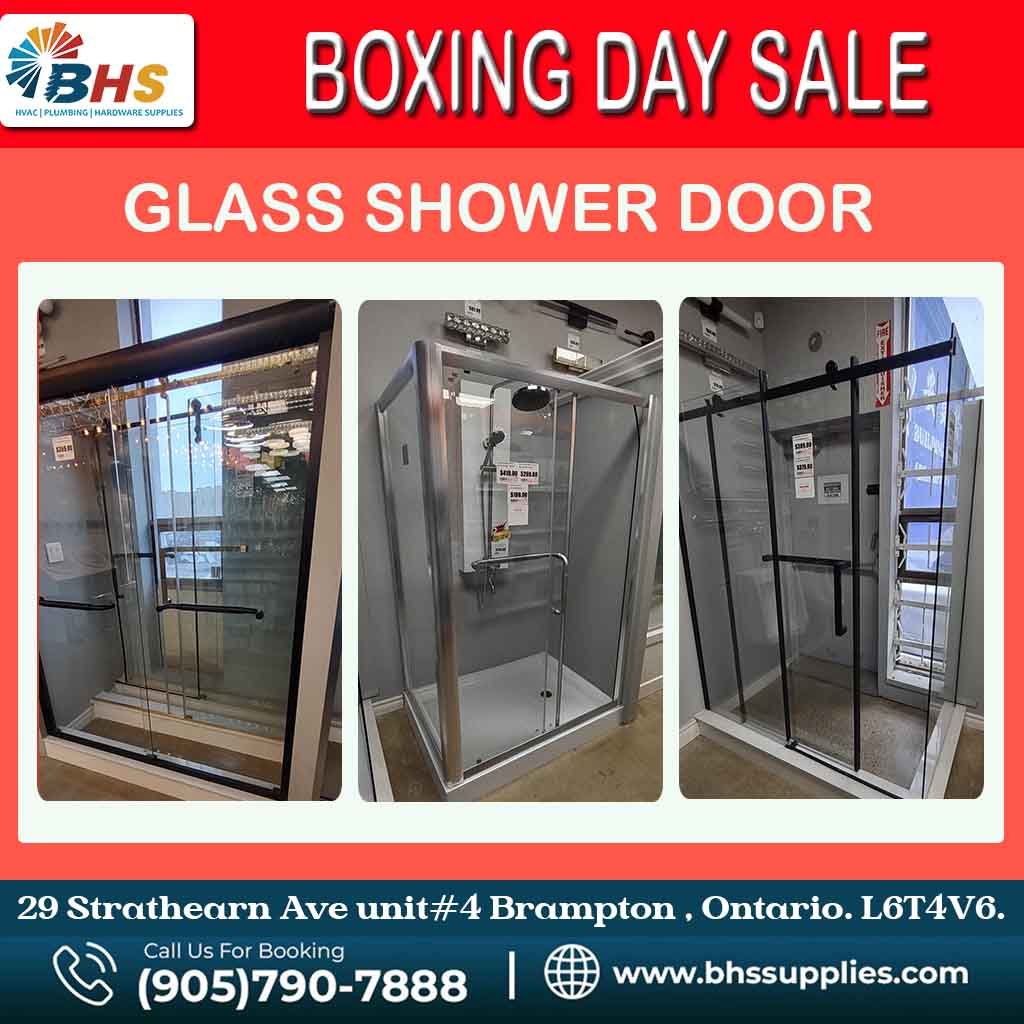 BHS
HVAC | PLUMBING | HARDWARE SUPPLIES
BOXING DAY SALE
GLASS SHOWER DOOR
FIRE
29 Strathearn Ave unit#4 Brampton , Ontario. L6T4V6.
Call Us For Booking
(905)790-7888
www.bhssupplies.com